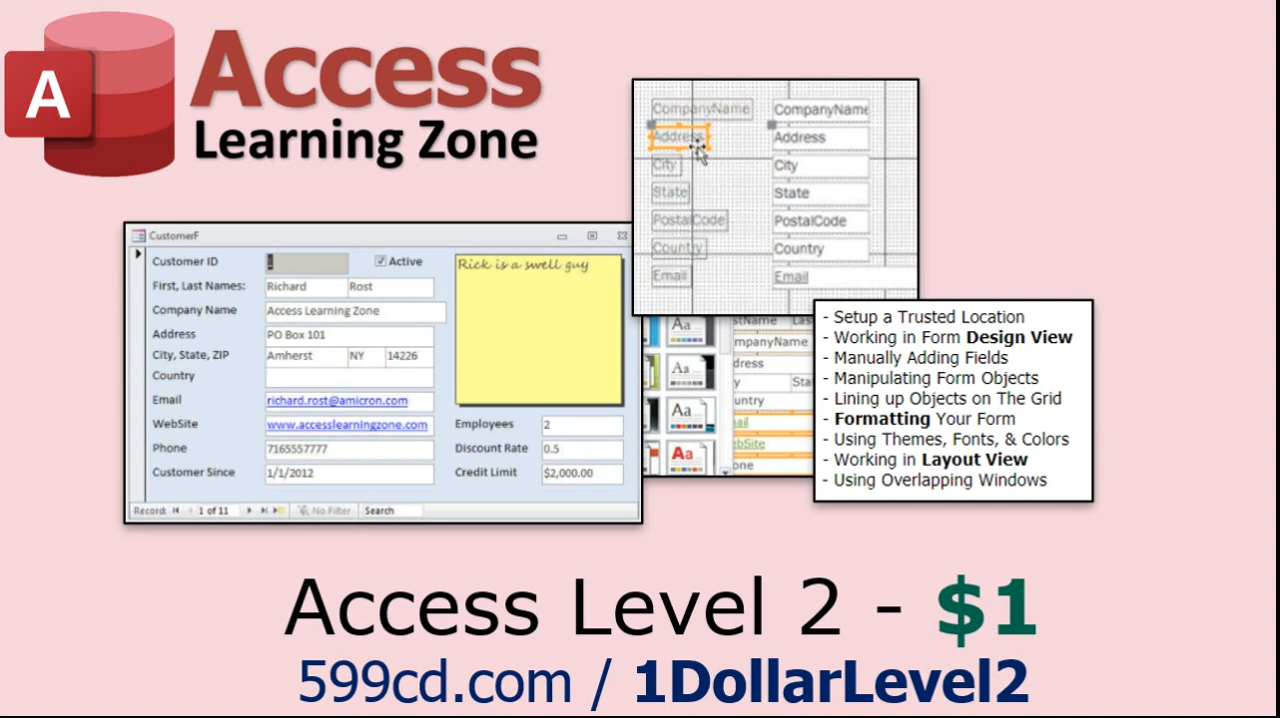 A
Access
Learning Zone
CustomerF
Customer ID
Active
First, Last Names: Richard Rost
Company Name Access Learning Zone
Address PO Box 101
City, State, ZIP Amherst NY 14226
Country
Email richard.rost@amicron.com
WebSite www.accesslearningzone.com
Phone 7165557777
Customer Since 1/1/2012
Rick is a swell guy
Employees 2
Discount Rate 0.5
Credit Limit $2,000.00
Record: 1 of 11 No Filter Search
CompanyName CompanyName
Address Address
City City
State State
PostalCode PostalCode
Country Country
Email Email
Aa
Aa
Aa
Aa
- Setup a Trusted Location
- Working in Form Design View
- Manually Adding Fields
- Manipulating Form Objects
- Lining up Objects on The Grid
- Formatting Your Form
- Using Themes, Fonts, & Colors
- Working in Layout View
- Using Overlapping Windows
Access Level 2 - $1
599cd.com / 1DollarLevel2